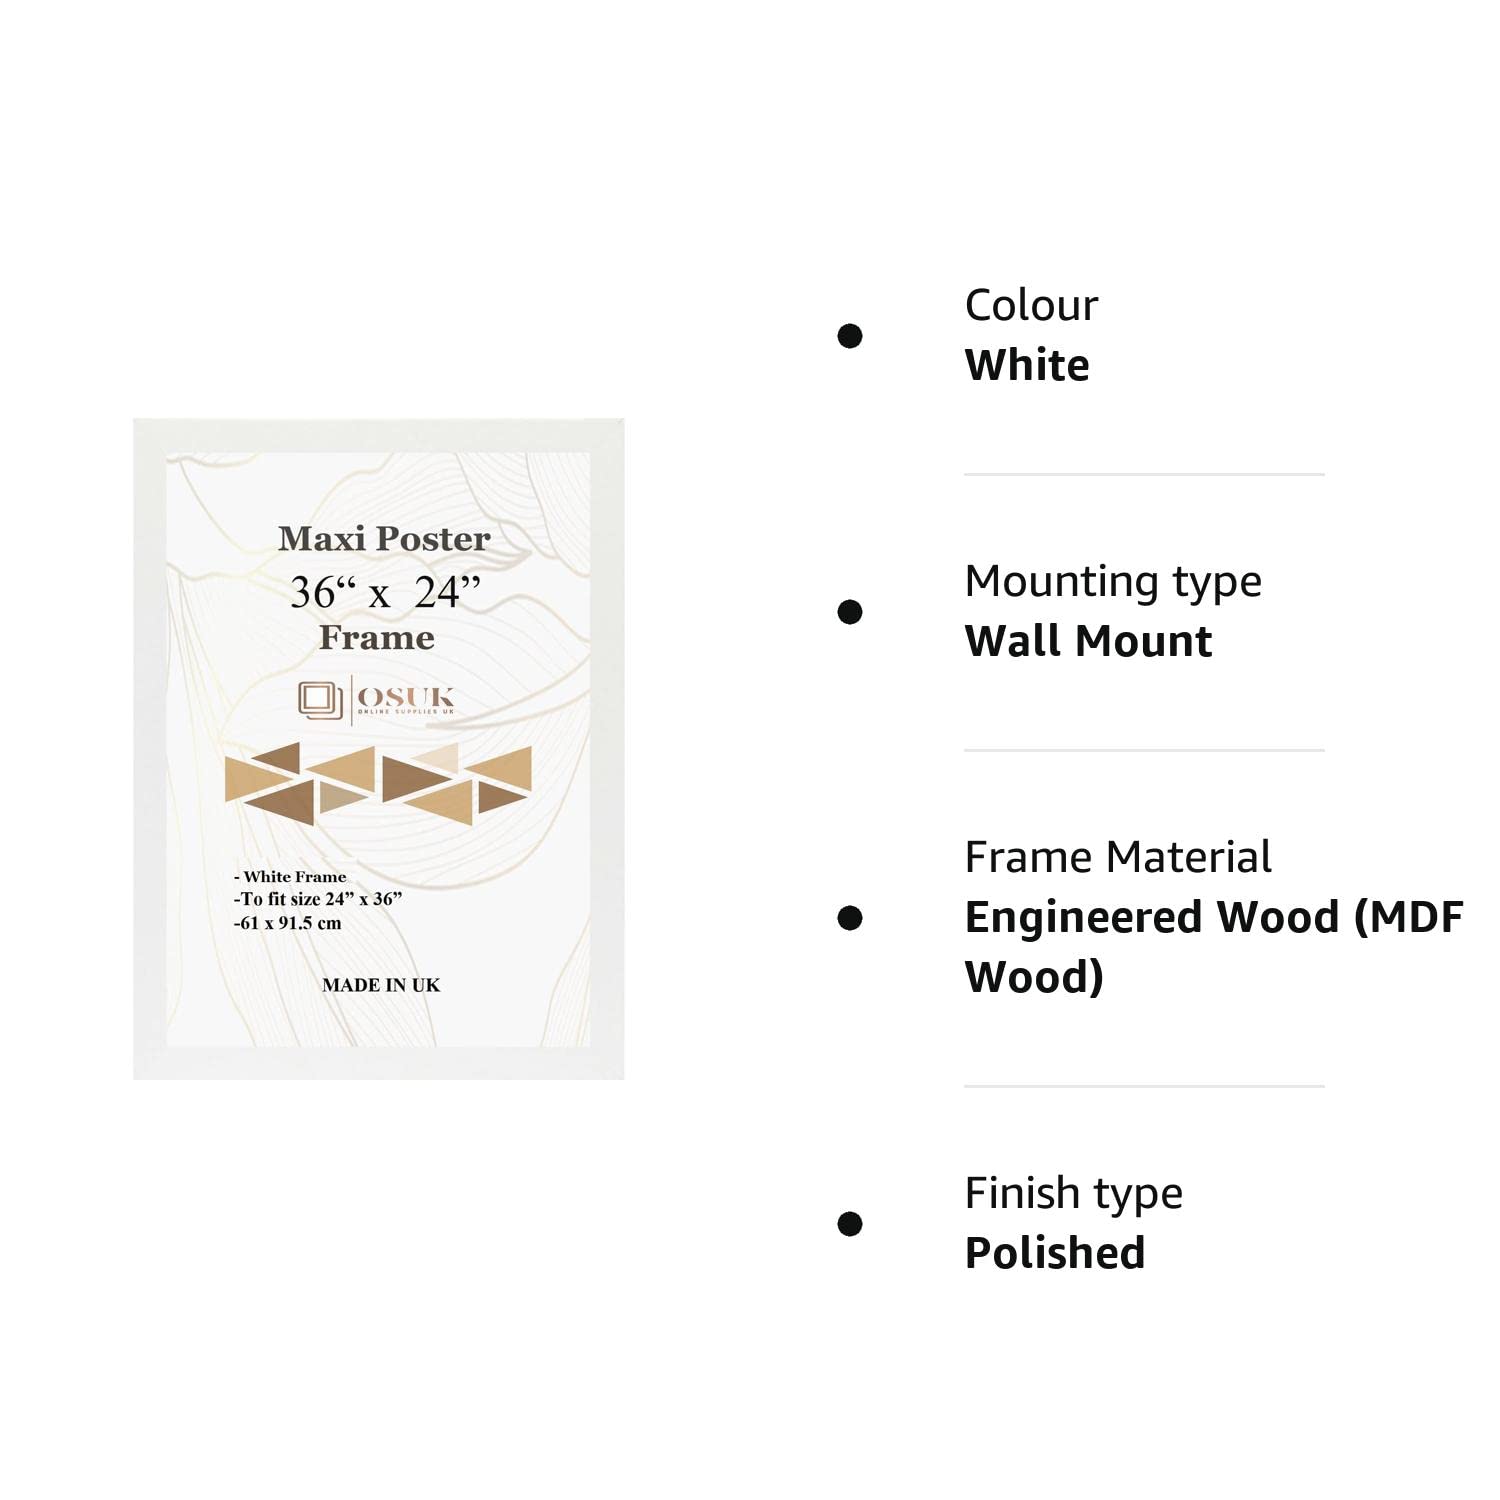 Maxi Poster
36“ x 24”
Frame
OSUK
ONLINE SUPPLIES UK
- White Frame
-To fit size 24” x 36”
-61 x 91.5 cm
MADE IN UK
Colour
White
Mounting type
Wall Mount
Frame Material
Engineered Wood (MDF
Wood)
Finish type
Polished